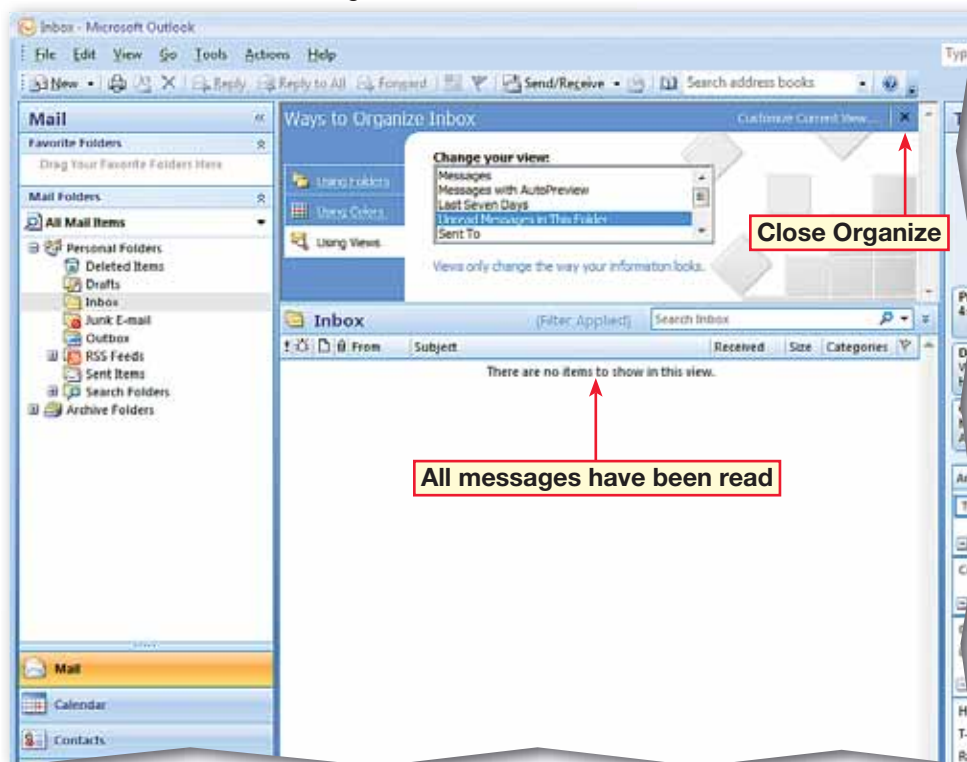 Inbox - Microsoft Outlook
File Edit View Go Tools Actions Help
Typ
New Reply Reply to All Forward Send/Receive Search address books
Mail
Favorite Folders
Drag Your Favorite Folders Here
Mail Folders
All Mail Items
Personal Folders
Deleted Items
Drafts
Inbox
Junk E-mail
Outbox
RSS Feeds
Sent Items
Search Folders
Archive Folders
Mail
Calendar
Contacts
Ways to Organize Inbox Customize Current View...
Using Folders
Using Colors
Using Views
Change your view:
Messages
Messages with AutoPreview
Last Seven Days
Unread Messages in This Folder
Sent To
Views only change the way your information looks.
Close Organize
Inbox (Filter Applied) Search Inbox
From Subject Received Size Categories
There are no items to show in this view.
All messages have been read